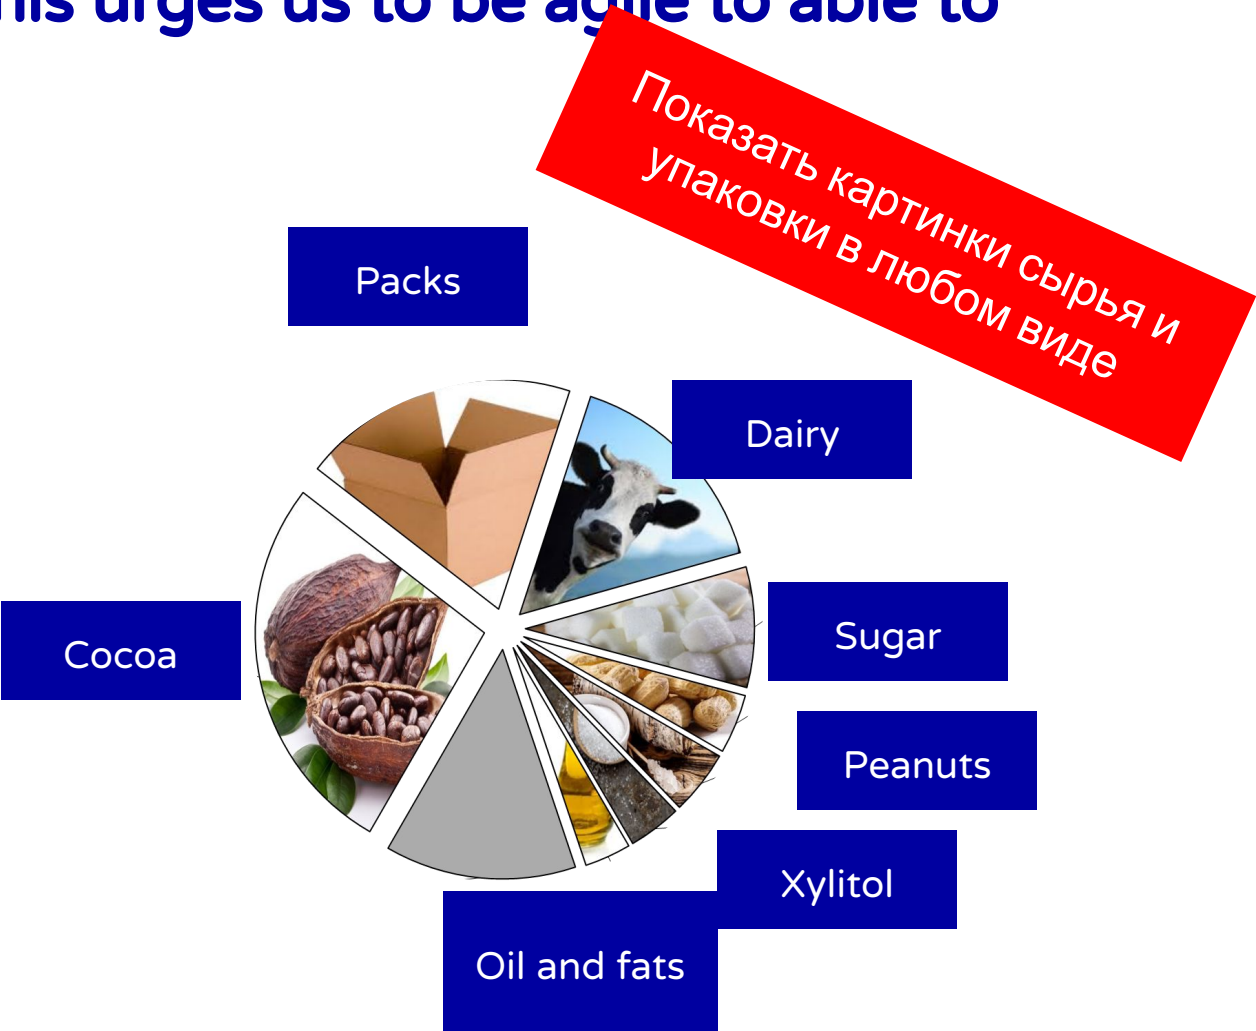 his urges us to be agile to able to
Показать картинки сырья и
упаковки в любом виде
Packs
Dairy
Sugar
Cocoa
Peanuts
Xylitol
Oil and fats